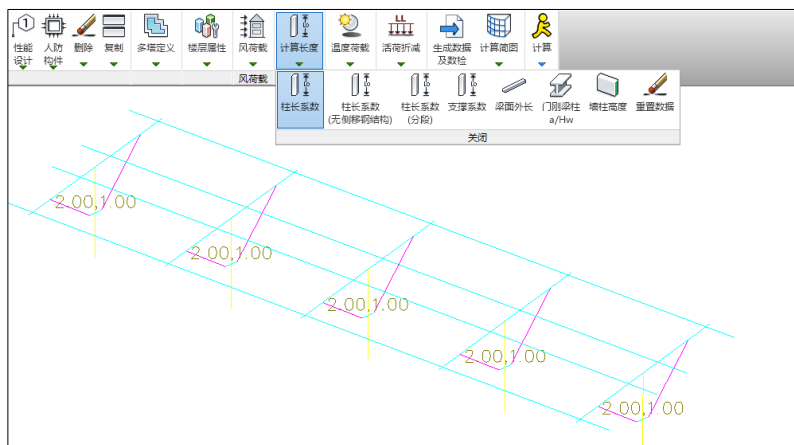 性能设计 人防构件 删除 复制 多塔定义 楼层属性 风荷载 计算长度 温度荷载 活荷折减 生成数据及数检 计算简图 计算
风荷载
柱长系数 柱长系数(无侧移钢结构) 柱长系数(分段) 支撑系数 梁面外长 门刚梁柱a/Hw 墙柱高度 重置数据
关闭
2.00,1.00
2.00,1.00
2.00,1.00
2.00,1.00
2.00,1.00